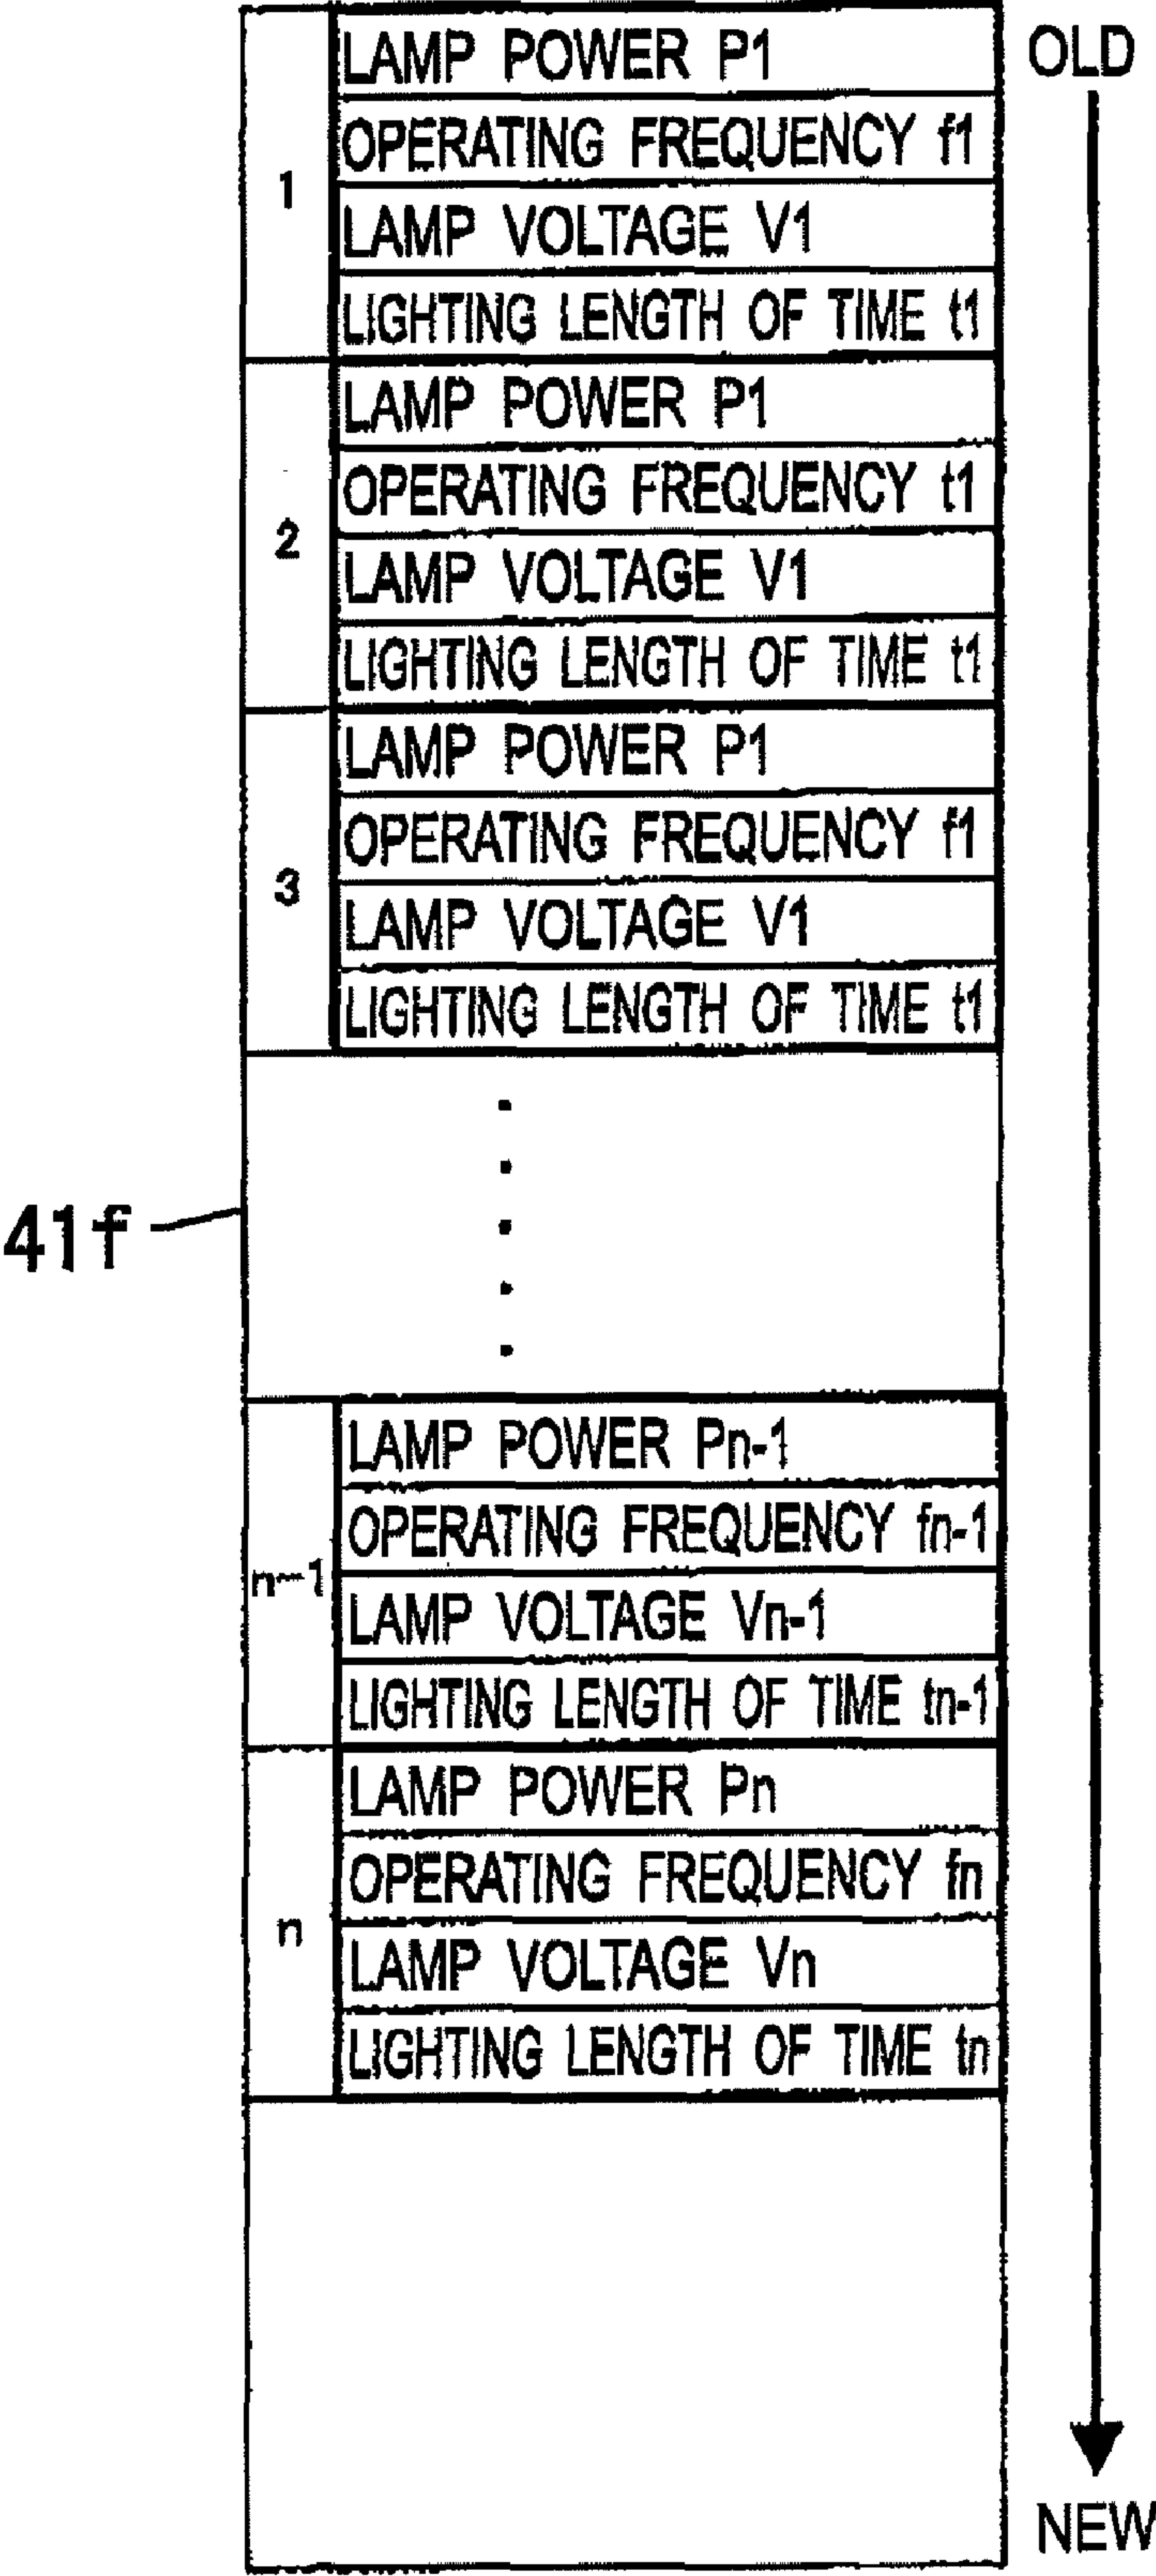 OLD
1
LAMP POWER P1
OPERATING FREQUENCY f1
LAMP VOLTAGE V1
LIGHTING LENGTH OF TIME t1
2
LAMP POWER P1
OPERATING FREQUENCY t1
LAMP VOLTAGE V1
LIGHTING LENGTH OF TIME t1
3
LAMP POWER P1
OPERATING FREQUENCY f1
LAMP VOLTAGE V1
LIGHTING LENGTH OF TIME t1
41f
n-1
LAMP POWER Pn-1
OPERATING FREQUENCY fn-1
LAMP VOLTAGE Vn-1
LIGHTING LENGTH OF TIME tn-1
n
LAMP POWER Pn
OPERATING FREQUENCY fn
LAMP VOLTAGE Vn
LIGHTING LENGTH OF TIME tn
NEW